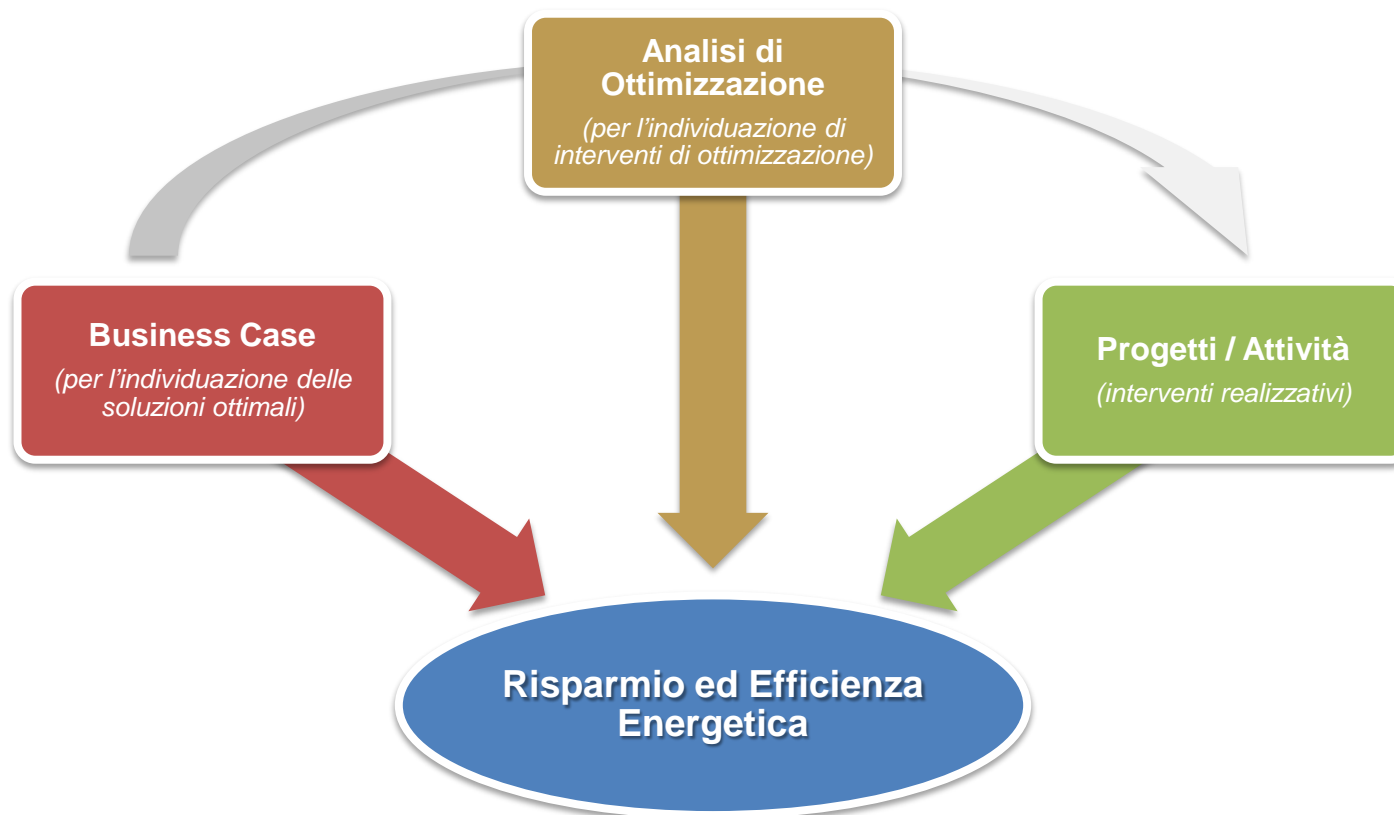 Analisi di
Ottimizzazione
(per l'individuazione di
interventi di ottimizzazione)
Business Case
(per l'individuazione delle
soluzioni ottimali)
Progetti / Attività
(interventi realizzativi)
Risparmio ed Efficienza
Energetica